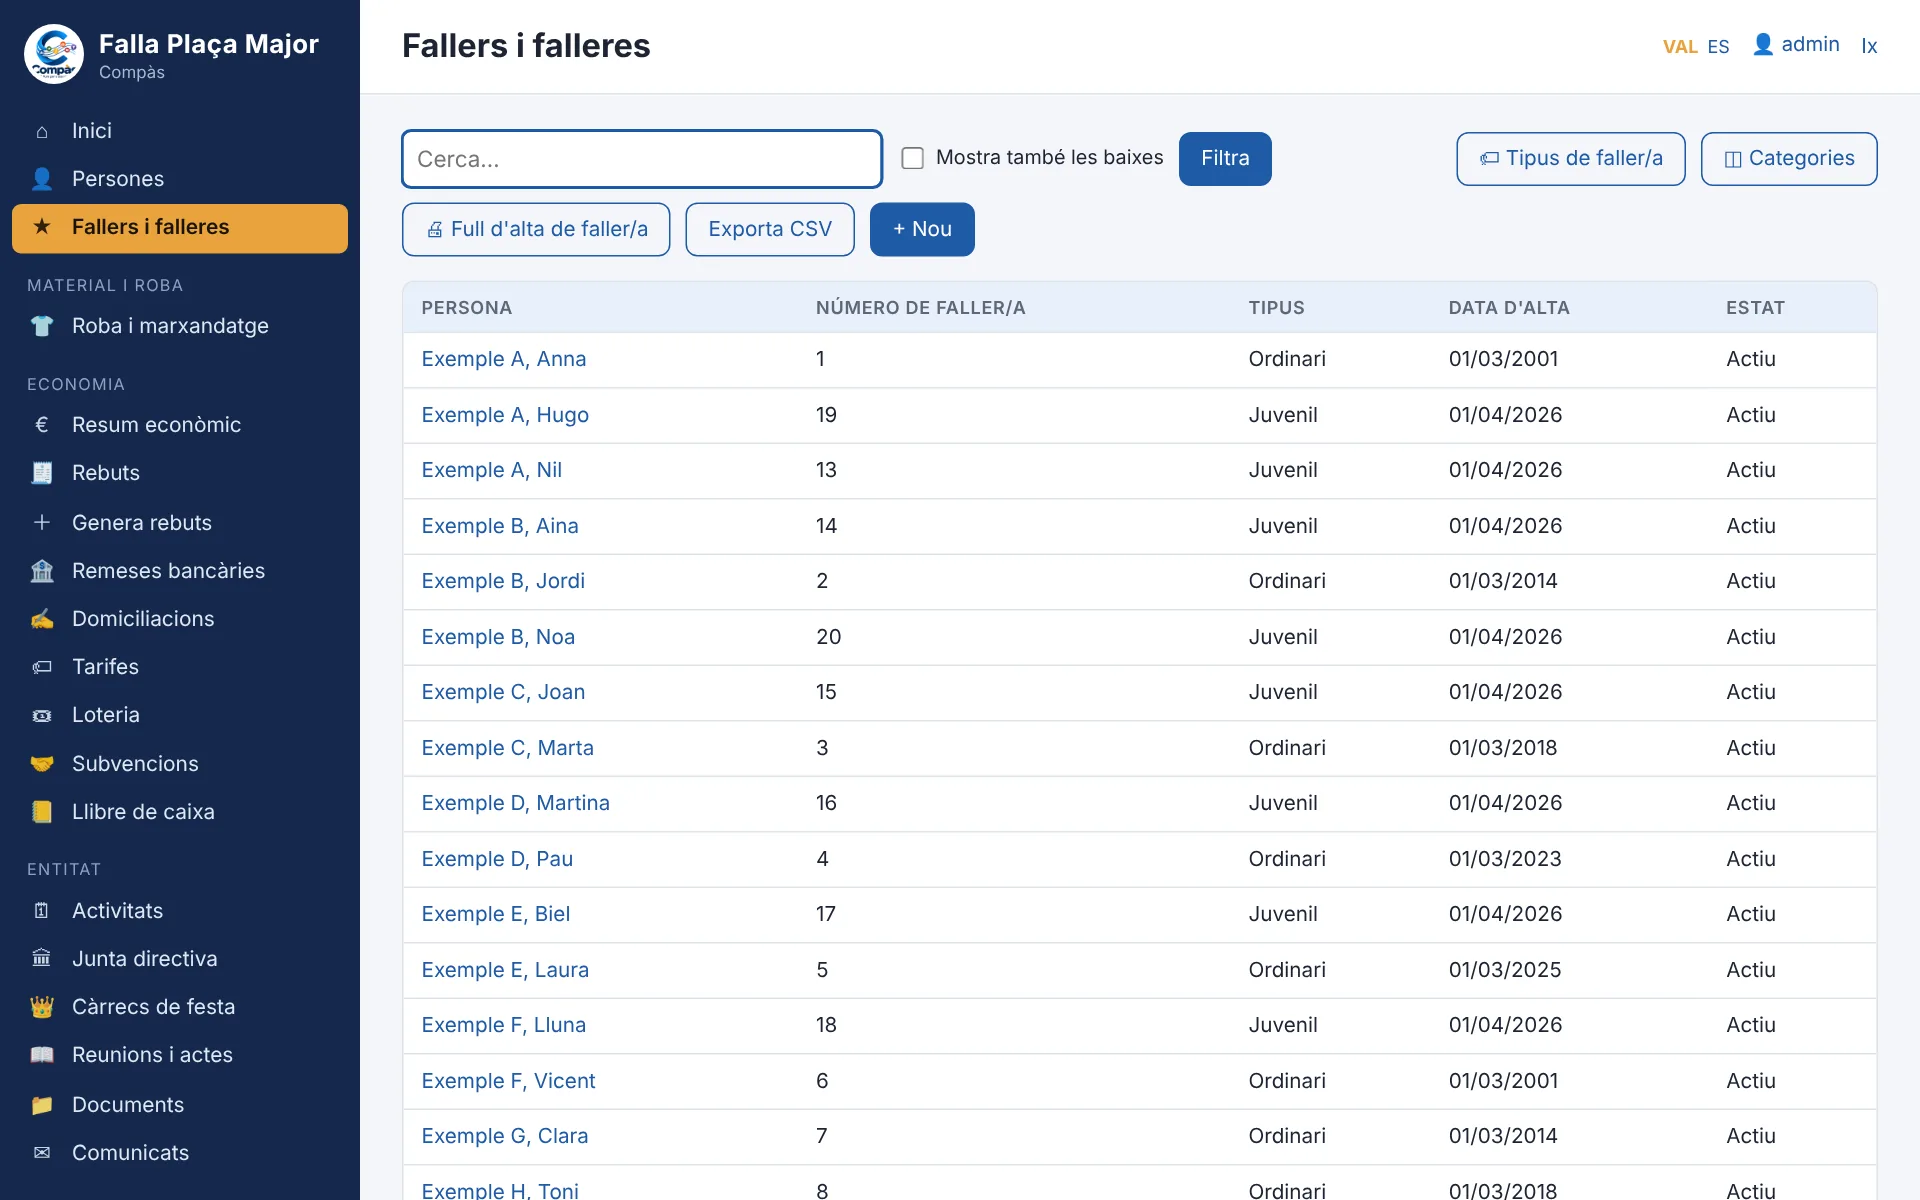 Compàs
Falla Plaça Major
Compàs
Inici
Persones
Fallers i falleres
MATERIAL I ROBA
Roba i marxandatge
ECONOMIA
€ Resum econòmic
Rebuts
Genera rebuts
Remeses bancàries
Domiciliacions
Tarifes
Loteria
Subvencions
Llibre de caixa
ENTITAT
Activitats
Junta directiva
Càrrecs de festa
Reunions i actes
Documents
Comunicats
Fallers i falleres
VAL ES admin Ix
Cerca... Mostra també les baixes Filtra Tipus de faller/a Categories
Full d'alta de faller/a Exporta CSV + Nou
PERSONA NÚMERO DE FALLER/A TIPUS DATA D'ALTA ESTAT
Exemple A, Anna 1 Ordinari 01/03/2001 Actiu
Exemple A, Hugo 19 Juvenil 01/04/2026 Actiu
Exemple A, Nil 13 Juvenil 01/04/2026 Actiu
Exemple B, Aina 14 Juvenil 01/04/2026 Actiu
Exemple B, Jordi 2 Ordinari 01/03/2014 Actiu
Exemple B, Noa 20 Juvenil 01/04/2026 Actiu
Exemple C, Joan 15 Juvenil 01/04/2026 Actiu
Exemple C, Marta 3 Ordinari 01/03/2018 Actiu
Exemple D, Martina 16 Juvenil 01/04/2026 Actiu
Exemple D, Pau 4 Ordinari 01/03/2023 Actiu
Exemple E, Biel 17 Juvenil 01/04/2026 Actiu
Exemple E, Laura 5 Ordinari 01/03/2025 Actiu
Exemple F, Lluna 18 Juvenil 01/04/2026 Actiu
Exemple F, Vicent 6 Ordinari 01/03/2001 Actiu
Exemple G, Clara 7 Ordinari 01/03/2014 Actiu
Exemple H, Toni 8 Ordinari 01/03/2018 Actiu